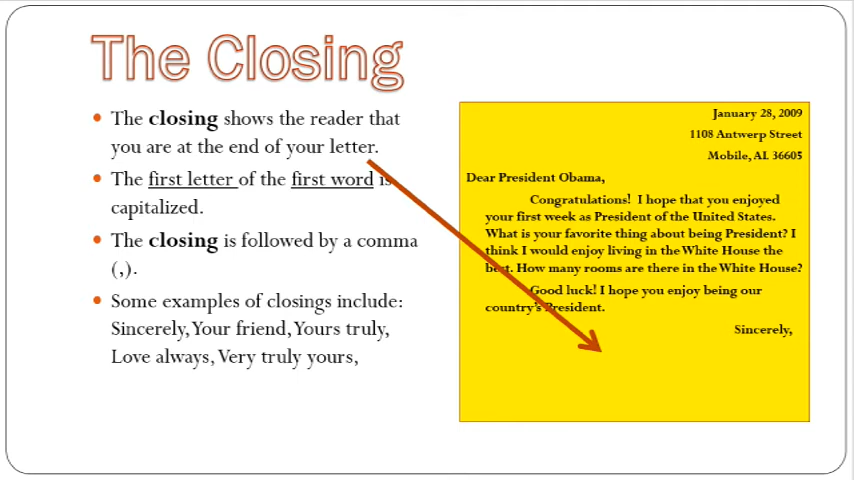 The Closing
• The closing shows the reader that
you are at the end of your letter.
• The first letter of the first word is
capitalized.
• The closing is followed by a comma
(,).
• Some examples of closings include:
Sincerely, Your friend, Yours truly,
Love always, Very truly yours,
January 28, 2009
1108 Antwerp Street
Mobile, AL 36605
Dear President Obama,
Congratulations! I hope that you enjoyed
your first week as President of the United States.
What is your favorite thing about being President? I
think I would enjoy living in the White House the
best. How many rooms are there in the White House?
Good luck! I hope you enjoy being our
country's President.
Sincerely,